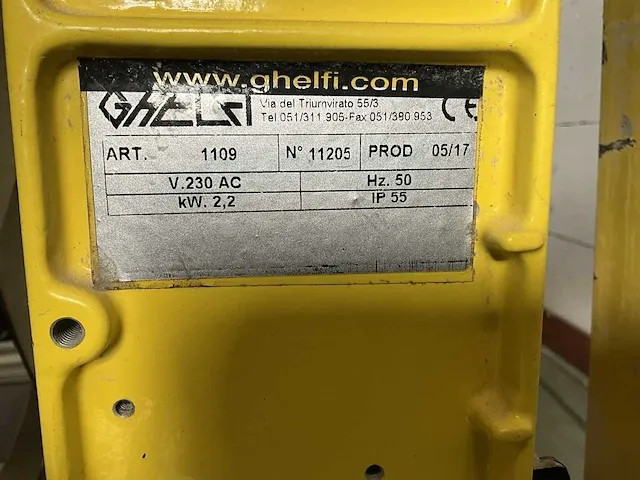 www.ghelfi.com
GHELFI
Via del Triumvirato 55/3
Tel 051/311 905-Fax 051/380 953
CE
ART. 1109 N° 11205 PROD 05/17
V.230 AC Hz. 50
kW. 2,2 IP 55